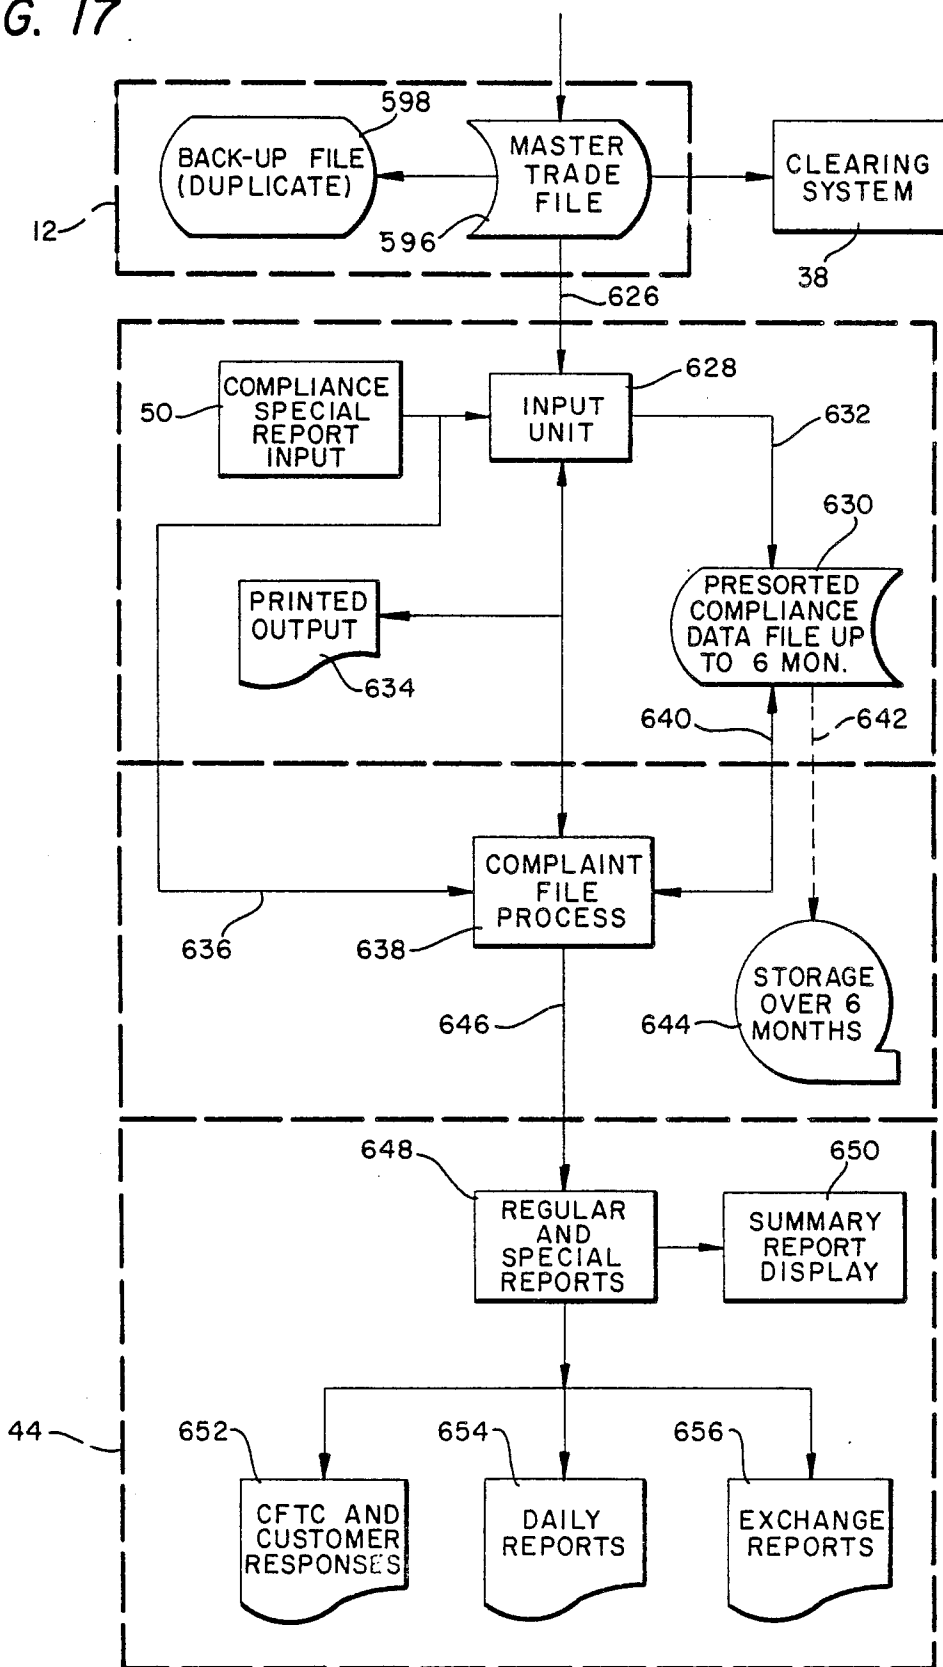 G. 17
598
BACK-UP FILE
(DUPLICATE)
MASTER
TRADE
FILE
596
CLEARING
SYSTEM
38
12
626
COMPLIANCE
SPECIAL
REPORT
INPUT
50
INPUT
UNIT
628
632
630
PRESORTED
COMPLIANCE
DATA FILE UP
TO 6 MON.
PRINTED
OUTPUT
634
640
642
COMPLAINT
FILE
PROCESS
636
638
STORAGE
OVER 6
MONTHS
644
646
648
REGULAR
AND
SPECIAL
REPORTS
650
SUMMARY
REPORT
DISPLAY
44
652
654
656
CFTC AND
CUSTOMER
RESPONSES
DAILY
REPORTS
EXCHANGE
REPORTS